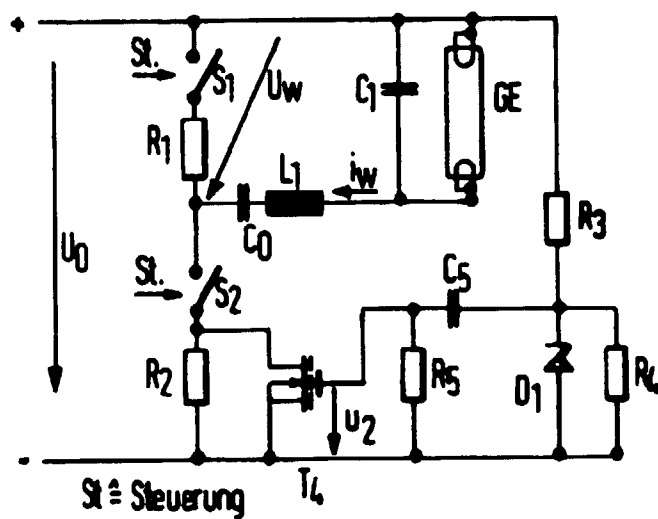 +
St.
S1
UW
C1
GE
R1
L1
iW
C0
U0
R3
St.
S2
C5
R2
R5
D1
R4
u2
-
T4
St ≙ Steuerung